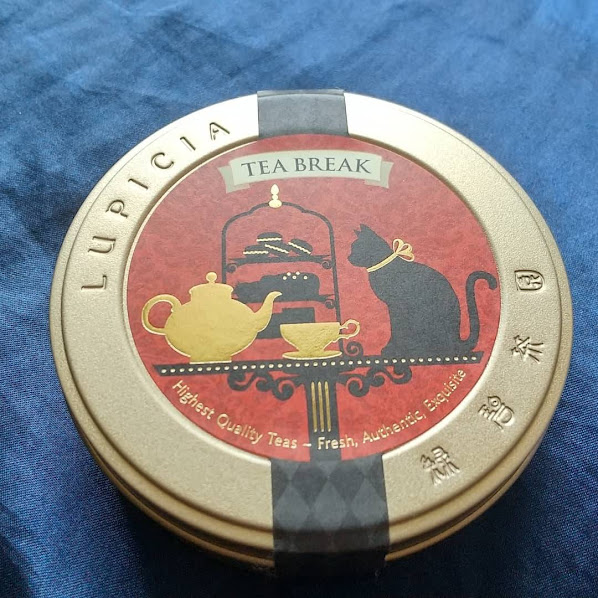 LUPICIA
TEA BREAK
Highest Quality Teas – Fresh, Authentic, Exquisite
緑碧茶園